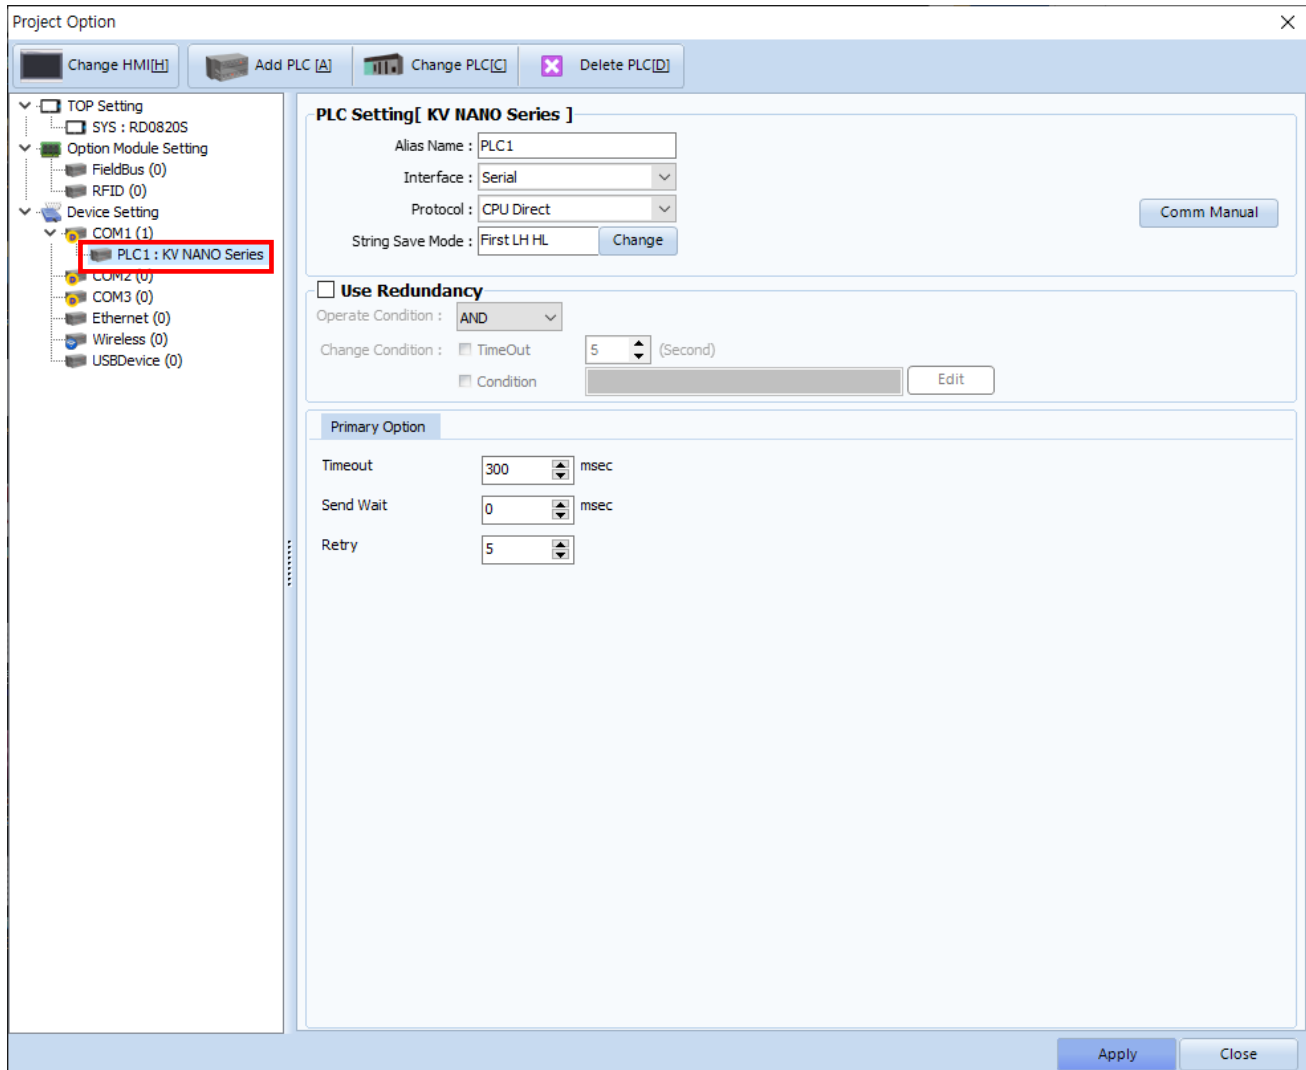 Project Option
Change HMI[H]
Add PLC [A]
Change PLC[C]
Delete PLC[D]
TOP Setting
SYS : RD0820S
Option Module Setting
FieldBus (0)
RFID (0)
Device Setting
COM1 (1)
PLC1 : KV NANO Series
COM2 (0)
COM3 (0)
Ethernet (0)
Wireless (0)
USBDevice (0)
PLC Setting[ KV NANO Series ]
Alias Name : PLC1
Interface : Serial
Protocol : CPU Direct
String Save Mode : First LH HL Change
Comm Manual
Use Redundancy
Operate Condition : AND
Change Condition : TimeOut 5 (Second)
Condition Edit
Primary Option
Timeout 300 msec
Send Wait 0 msec
Retry 5
Apply
Close